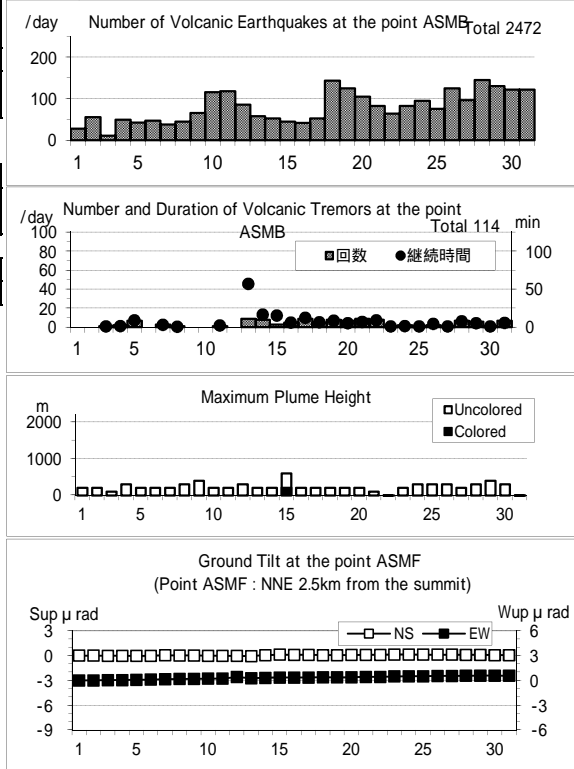 /day Number of Volcanic Earthquakes at the point ASMB Total 2472
200
100
0
1 5 10 15 20 25 30
/day Number and Duration of Volcanic Tremors at the point ASMB Total 114 min
回数 継続時間
100 100
80
60
40 50
20
0 0
1 5 10 15 20 25 30
Maximum Plume Height
m
Uncolored
Colored
2000
1000
0
1 5 10 15 20 25 30
Ground Tilt at the point ASMF
(Point ASMF : NNE 2.5km from the summit)
Sup μ rad Wup μ rad
NS EW
3 6
0 3
-3 0
-6 -3
-9 -6
1 5 10 15 20 25 30